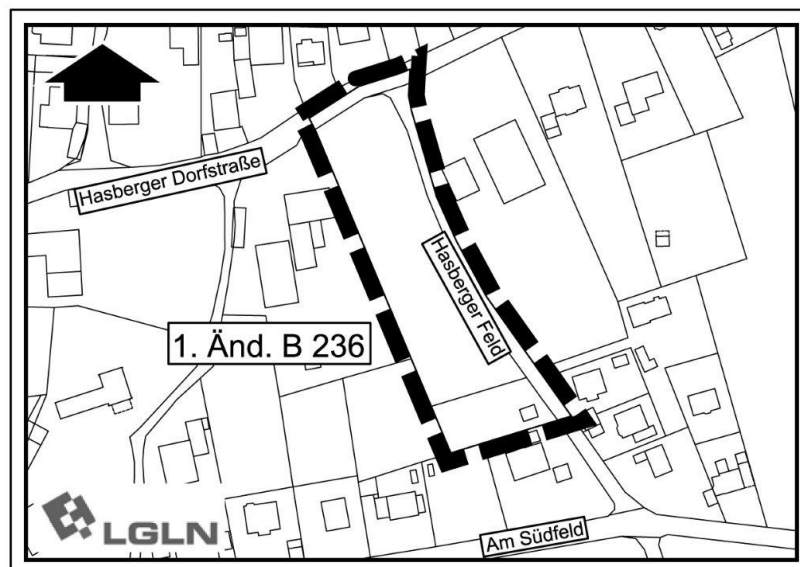 Hasberger Dorfstraße
Hasberger Feld
1. Änd. B 236
LGLN
Am Südfeld